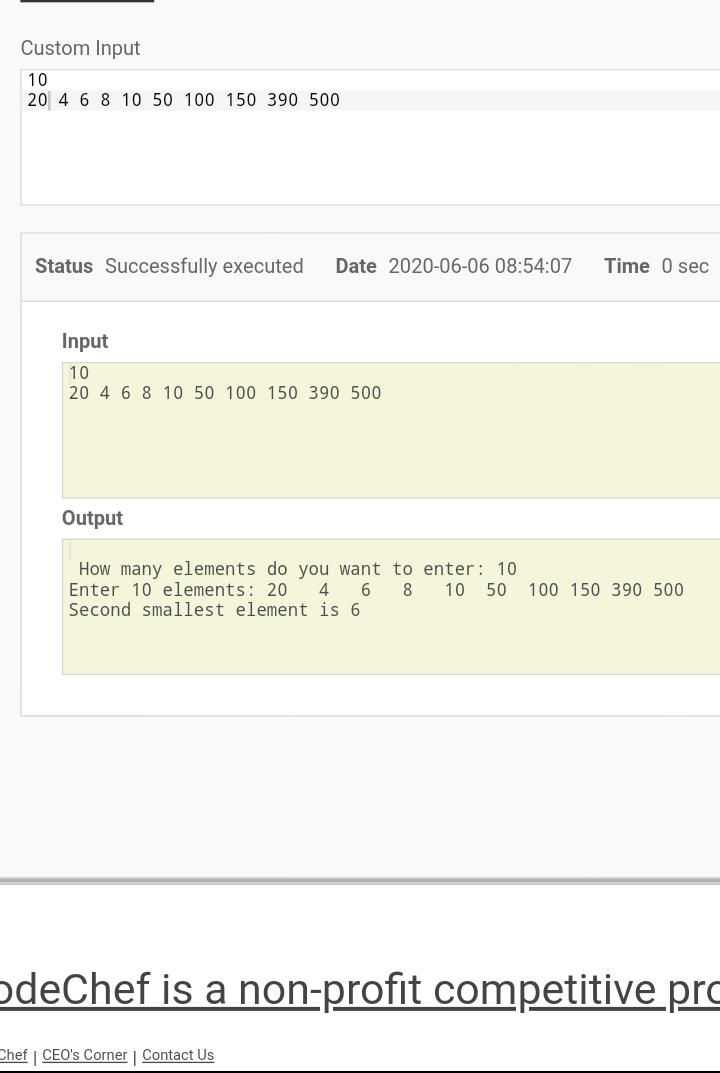 Custom Input
10
20 4 6 8 10 50 100 150 390 500
Status Successfully executed Date 2020-06-06 08:54:07 Time 0 sec
Input
10
20 4 6 8 10 50 100 150 390 500
Output
How many elements do you want to enter: 10
Enter 10 elements: 20 4 6 8 10 50 100 150 390 500
Second smallest element is 6
odeChef is a non-profit competitive pro
Chef | CEO's Corner | Contact Us